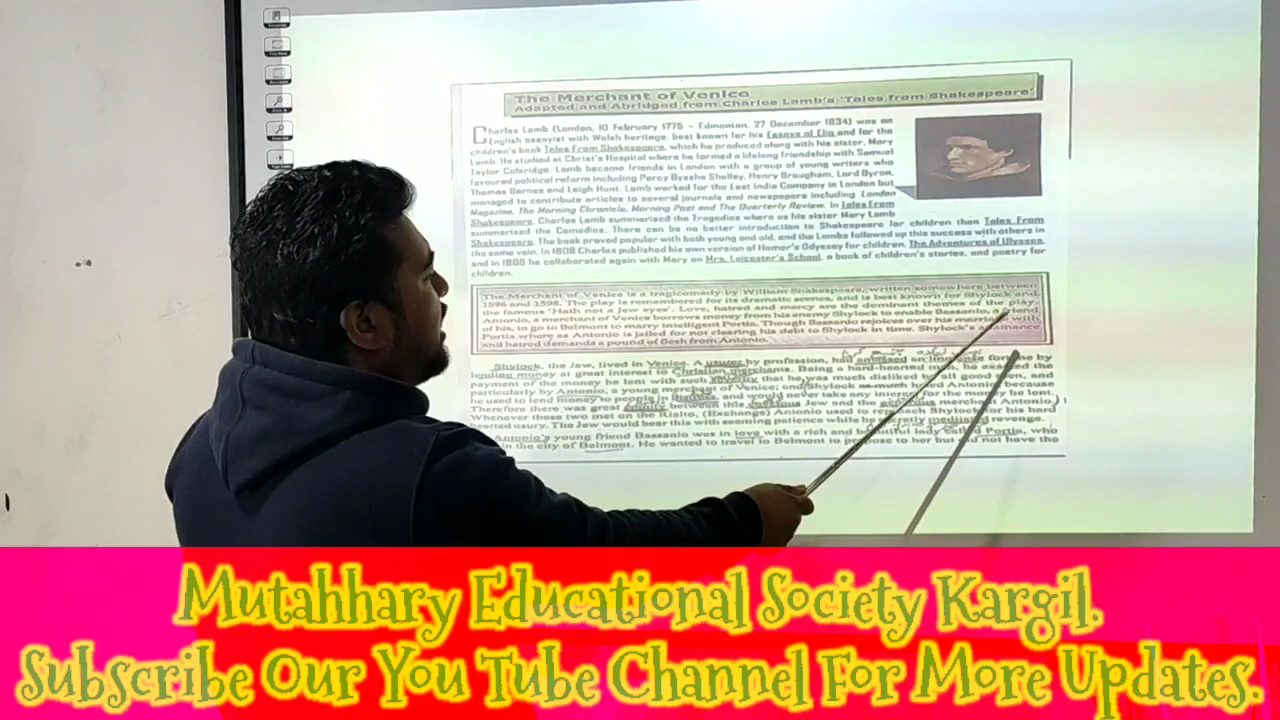 The Merchant of Venice
Adapted and Abridged from Charles Lamb's 'Tales from Shakespeare'
Charles Lamb (London, 10 February 1775 – Edmonton, 27 December 1834) was an
English essayist with Welsh heritage, best known for his Essays of Elia and for the
children's book Tales from Shakespeare, which he produced along with his sister, Mary
Lamb. He studied at Christ's Hospital where he formed a lifelong friendship with Samuel
Taylor Coleridge. Lamb become friends in London with a group of young writers who
favoured political reform including Percy Bysshe Shelley, Henry Brougham, Lord Byron,
Thomas Barnes and Leigh Hunt. Lamb worked for the East India Company in London but
managed to contribute articles to several journals and newspapers including London
Magazine, The Morning Chronicle, Morning Post and The Quarterly Review. In Tales From
Shakespeare, Charles Lamb summarised the Tragedies where as his sister Mary Lamb
summarised the Comedies. There can be no better introduction to Shakespeare for children than Tales From
Shakespeare. The book proved popular with both young and old, and the Lambs followed up this success with others in
the same vein. In 1808 Charles published his own version of Homer's Odyssey for children, The Adventures of Ulysses,
and in 1808 he collaborated again with Mary on Mrs. Leicester's School, a book of children's stories, and poetry for
children.
The Merchant of Venice is a tragicomedy by William Shakespeare, written somewhere between
1596 and 1598. The play is remembered for its dramatic scenes, and is best known for Shylock and
the famous 'Hath not a Jew eyes'. Love, hatred and mercy are the dominant themes of the play.
Antonio, a merchant of Venice borrows money from his enemy Shylock to enable Bassanio, a friend
of his, to go to Belmont to marry intelligent Portia. Though Bassanio rejoices over his marriage with
Portia where as Antonio is jailed for not clearing his debt to Shylock in time. Shylock's
and hatred demands a pound of flesh from Antonio.
Shylock, the Jew, lived in Venice. A usurer by profession, had amassed an immense fortune by
lending money at great interest to Christian merchants. Being a hard-hearted man, he exacted the
payment of the money he lent with such severity that he was much disliked by all good men, and
particularly by Antonio, a young merchant of Venice; and Shylock as much hated Antonio because
he used to lend money to people in distress, and would never take any interest for the money he lent.
Therefore there was great enmity between this covetous Jew and the generous merchant Antonio.
Whenever these two met on the Rialto, (Exchange) Antonio used to reproach Shylock for his hard
hearted usury. The Jew would bear this with seeming patience while he secretly meditated revenge.
Antonio's young friend Bassanio was in love with a rich and beautiful lady called Portia, who
in the city of Belmont. He wanted to travel to Belmont to propose to her but did not have the
Mutahhary Educational Society Kargil.
Subscribe Our You Tube Channel For More Updates.